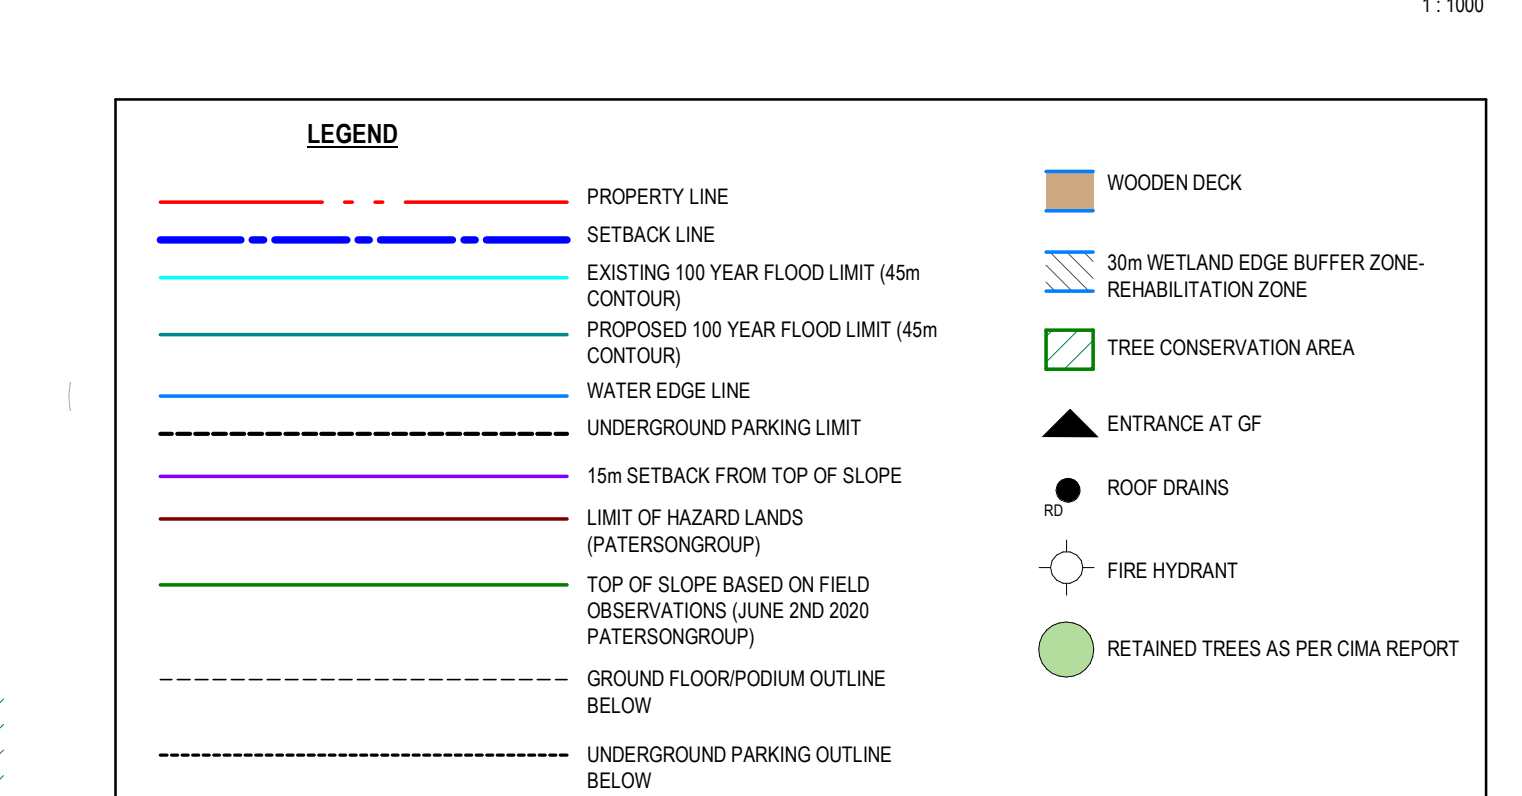 1 : 1000
LEGEND
PROPERTY LINE
SETBACK LINE
EXISTING 100 YEAR FLOOD LIMIT (45m
CONTOUR)
PROPOSED 100 YEAR FLOOD LIMIT (45m
CONTOUR)
WATER EDGE LINE
UNDERGROUND PARKING LIMIT
15m SETBACK FROM TOP OF SLOPE
LIMIT OF HAZARD LANDS
(PATERSONGROUP)
TOP OF SLOPE BASED ON FIELD
OBSERVATIONS (JUNE 2ND 2020
PATERSONGROUP)
GROUND FLOOR/PODIUM OUTLINE
BELOW
UNDERGROUND PARKING OUTLINE
BELOW
WOODEN DECK
30m WETLAND EDGE BUFFER ZONE-
REHABILITATION ZONE
TREE CONSERVATION AREA
ENTRANCE AT GF
ROOF DRAINS
RD
FIRE HYDRANT
RETAINED TREES AS PER CIMA REPORT